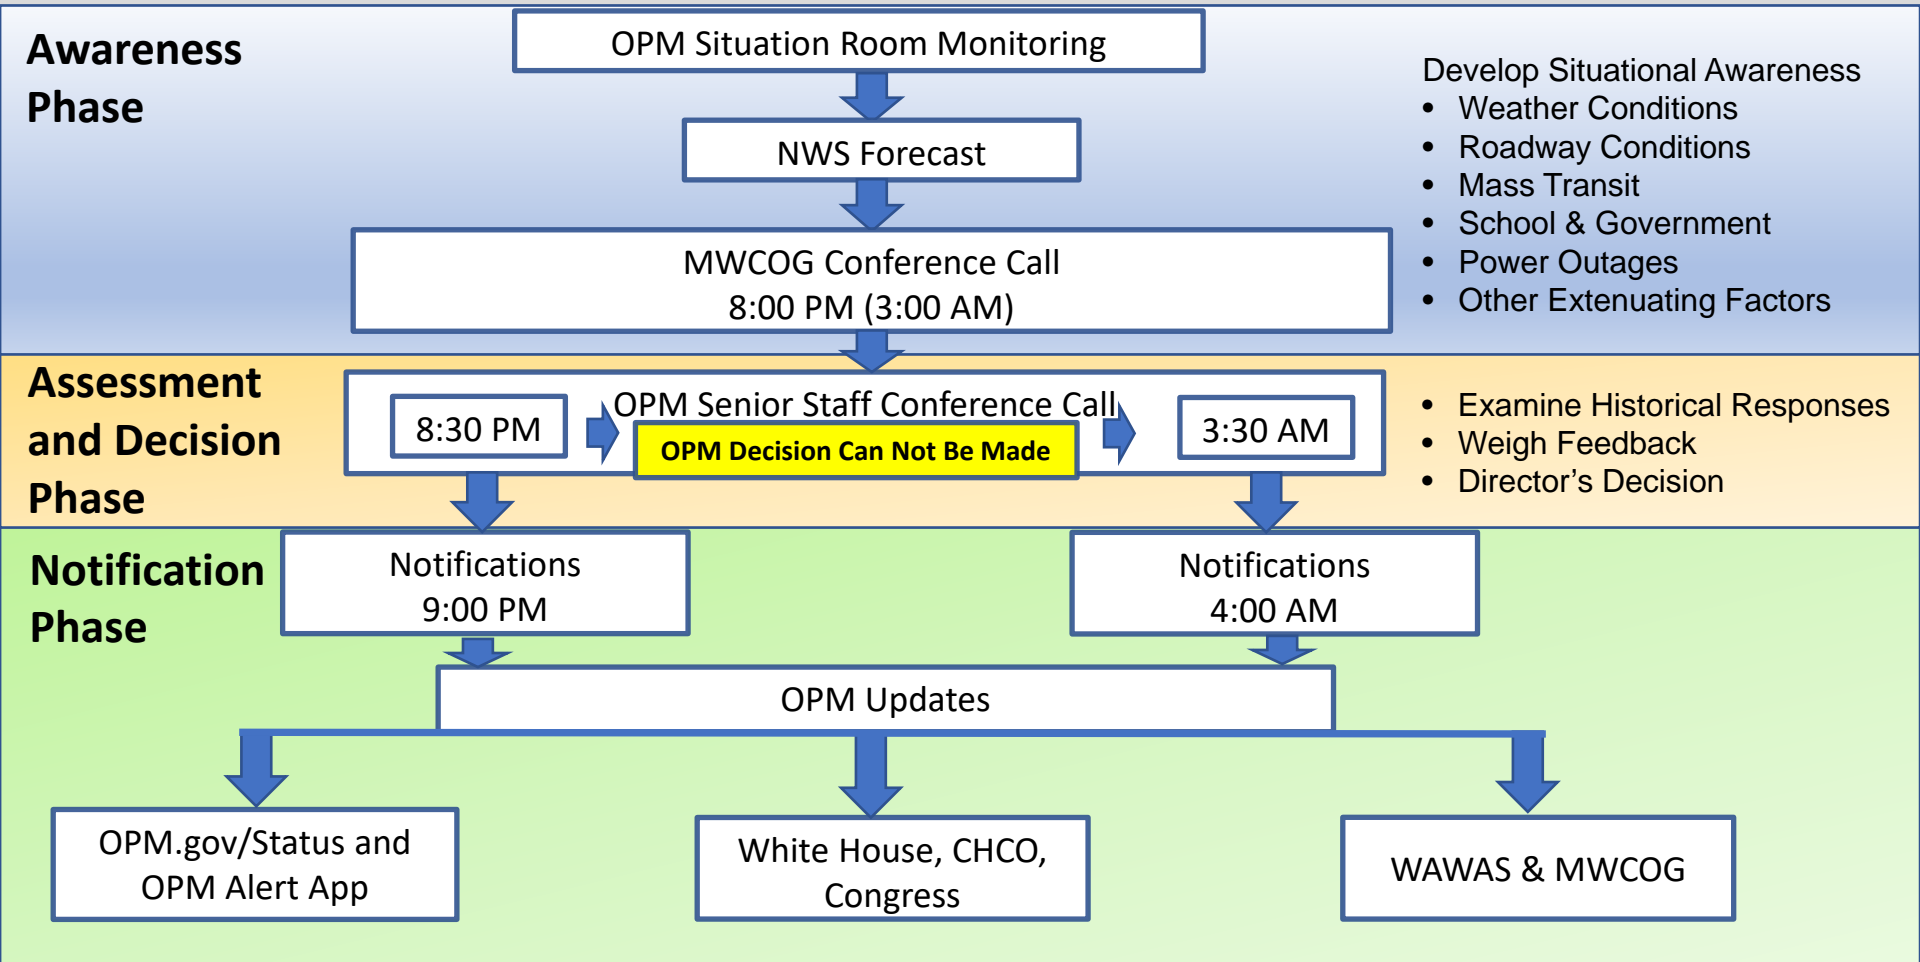 Awareness
Phase
OPM Situation Room Monitoring
NWS Forecast
MWCOG Conference Call
8:00 PM (3:00 AM)
Develop Situational Awareness
• Weather Conditions
• Roadway Conditions
• Mass Transit
• School & Government
• Power Outages
• Other Extenuating Factors
Assessment
and Decision
Phase
OPM Senior Staff Conference Call
8:30 PM
OPM Decision Can Not Be Made
3:30 AM
• Examine Historical Responses
• Weigh Feedback
• Director’s Decision
Notification
Phase
Notifications
9:00 PM
Notifications
4:00 AM
OPM Updates
OPM.gov/Status and
OPM Alert App
White House, CHCO,
Congress
WAWAS & MWCOG